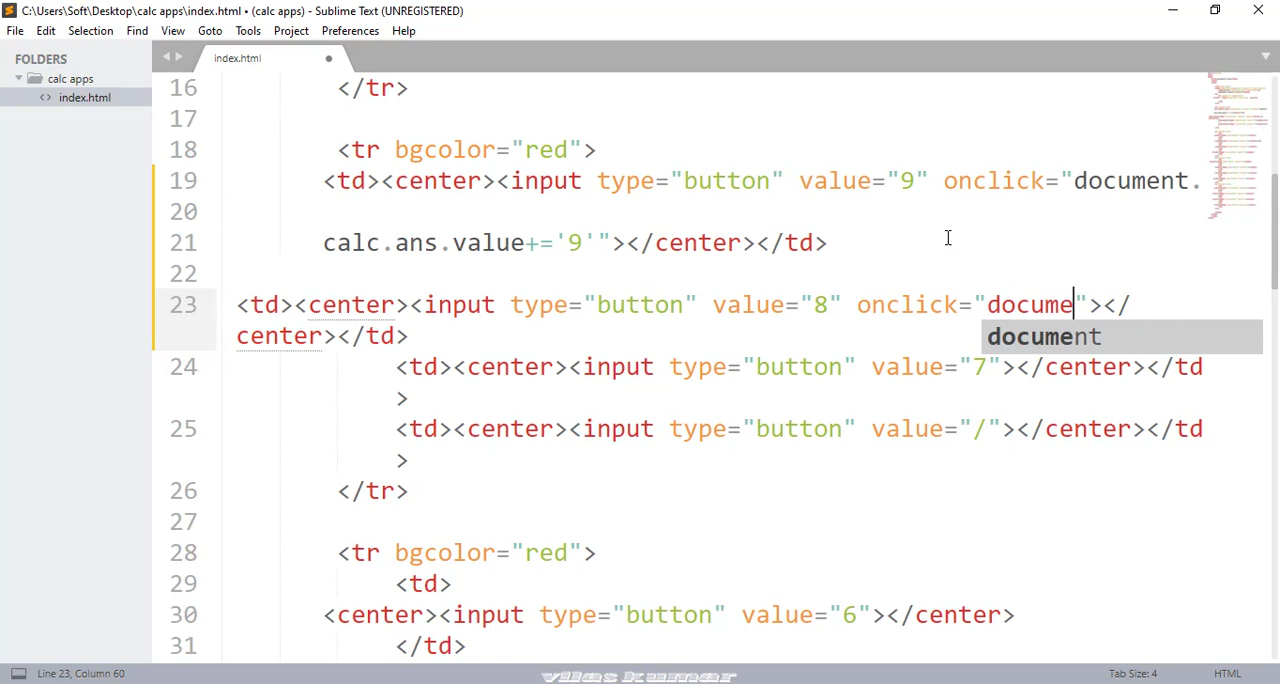 C:\Users\Soft\Desktop\calc apps\index.html • (calc apps) - Sublime Text (UNREGISTERED)
File Edit Selection Find View Goto Tools Project Preferences Help
FOLDERS
calc apps
<> index.html
index.html
16 </tr>
17
18 <tr bgcolor="red">
19 <td><center><input type="button" value="9" onclick="document.
20
21 calc.ans.value+='9'"></center></td>
22
23 <td><center><input type="button" value="8" onclick="docume"></
center></td>
document
24 <td><center><input type="button" value="7"></center></td
>
25 <td><center><input type="button" value="/"></center></td
>
26 </tr>
27
28 <tr bgcolor="red">
29 <td>
30 <center><input type="button" value="6"></center>
31 </td>
Line 23, Column 60
vilas kumar
Tab Size: 4
HTML